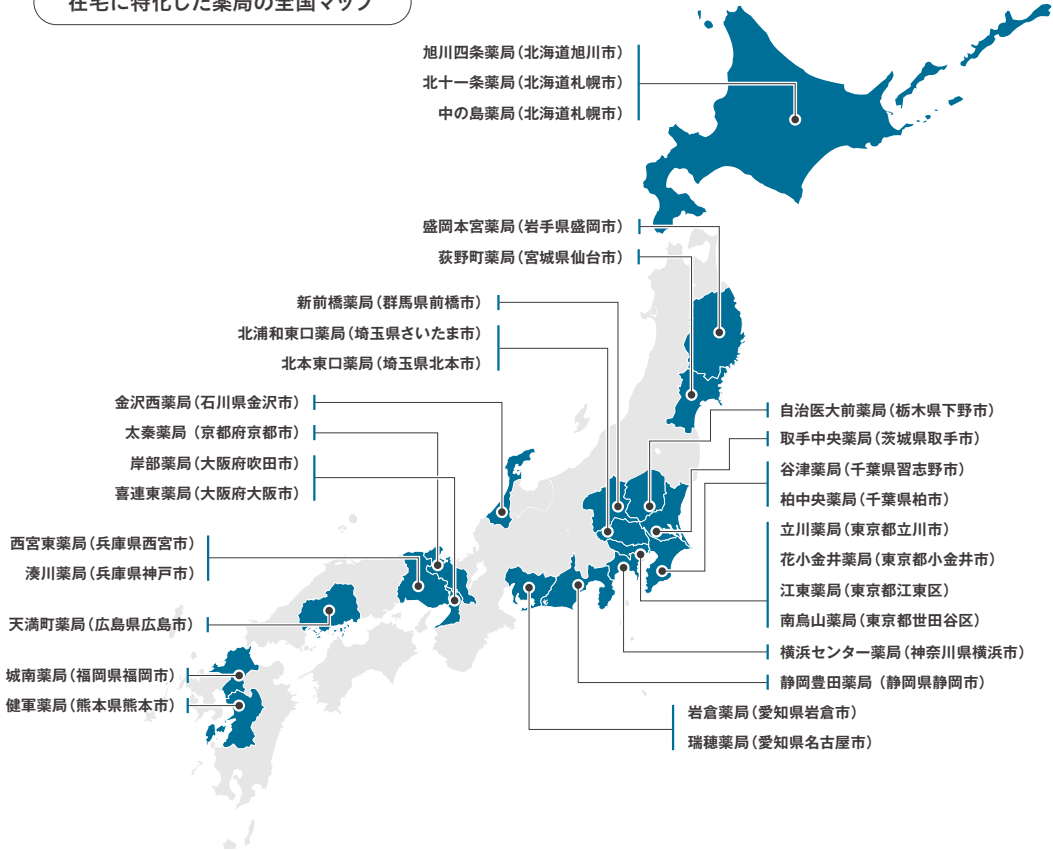 在宅に特化した薬局の全国マップ
旭川四条薬局（北海道旭川市）
北十一条薬局（北海道札幌市）
中の島薬局（北海道札幌市）
盛岡本宮薬局（岩手県盛岡市）
荻野町薬局（宮城県仙台市）
新前橋薬局（群馬県前橋市）
北浦和東口薬局（埼玉県さいたま市）
北本東口薬局（埼玉県北本市）
金沢西薬局（石川県金沢市）
太秦薬局（京都府京都市）
岸部薬局（大阪府吹田市）
喜連東薬局（大阪府大阪市）
西宮東薬局（兵庫県西宮市）
湊川薬局（兵庫県神戸市）
天満町薬局（広島県広島市）
城南薬局（福岡県福岡市）
健軍薬局（熊本県熊本市）
自治医大前薬局（栃木県下野市）
取手中央薬局（茨城県取手市）
谷津薬局（千葉県習志野市）
柏中央薬局（千葉県柏市）
立川薬局（東京都立川市）
花小金井薬局（東京都小金井市）
江東薬局（東京都江東区）
南烏山薬局（東京都世田谷区）
横浜センター薬局（神奈川県横浜市）
静岡豊田薬局（静岡県静岡市）
岩倉薬局（愛知県岩倉市）
瑞穂薬局（愛知県名古屋市）